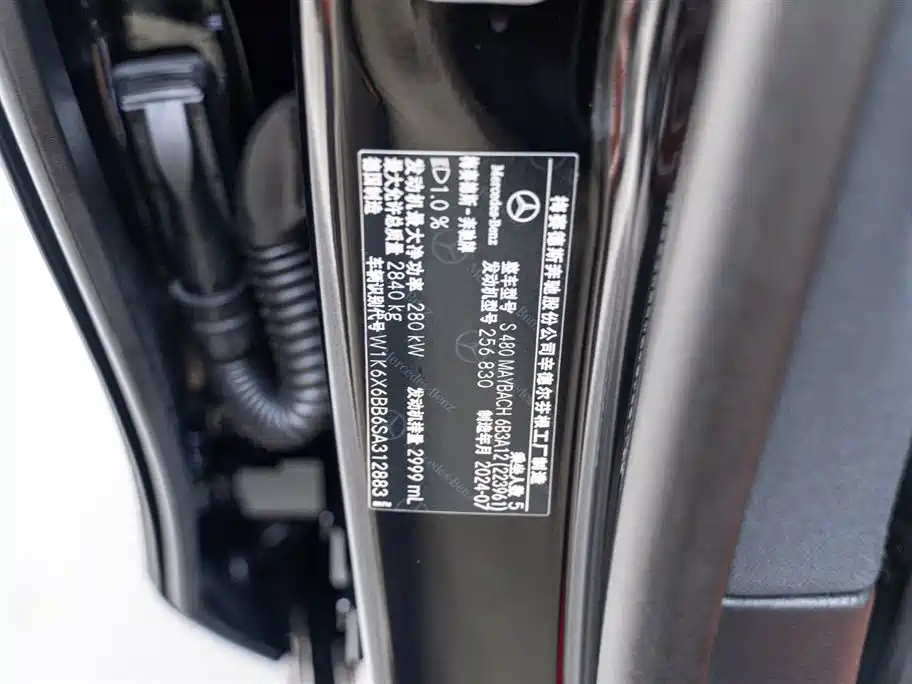 梅赛德斯奔驰股份公司辛德尔芬根工厂制造
Mercedes-Benz
梅赛德斯-奔驰牌
整车型号 S 480 MAYBACH 6B3A12(223961)
乘坐人数 5
发动机型号 256 830
制造年月 2024-07
1.0 %
发动机最大净功率 280 kW
发动机排量 2999 mL
最大允许总质量 2840 kg
德国制造
车辆识别代号 W1K6X6BB6SA312883